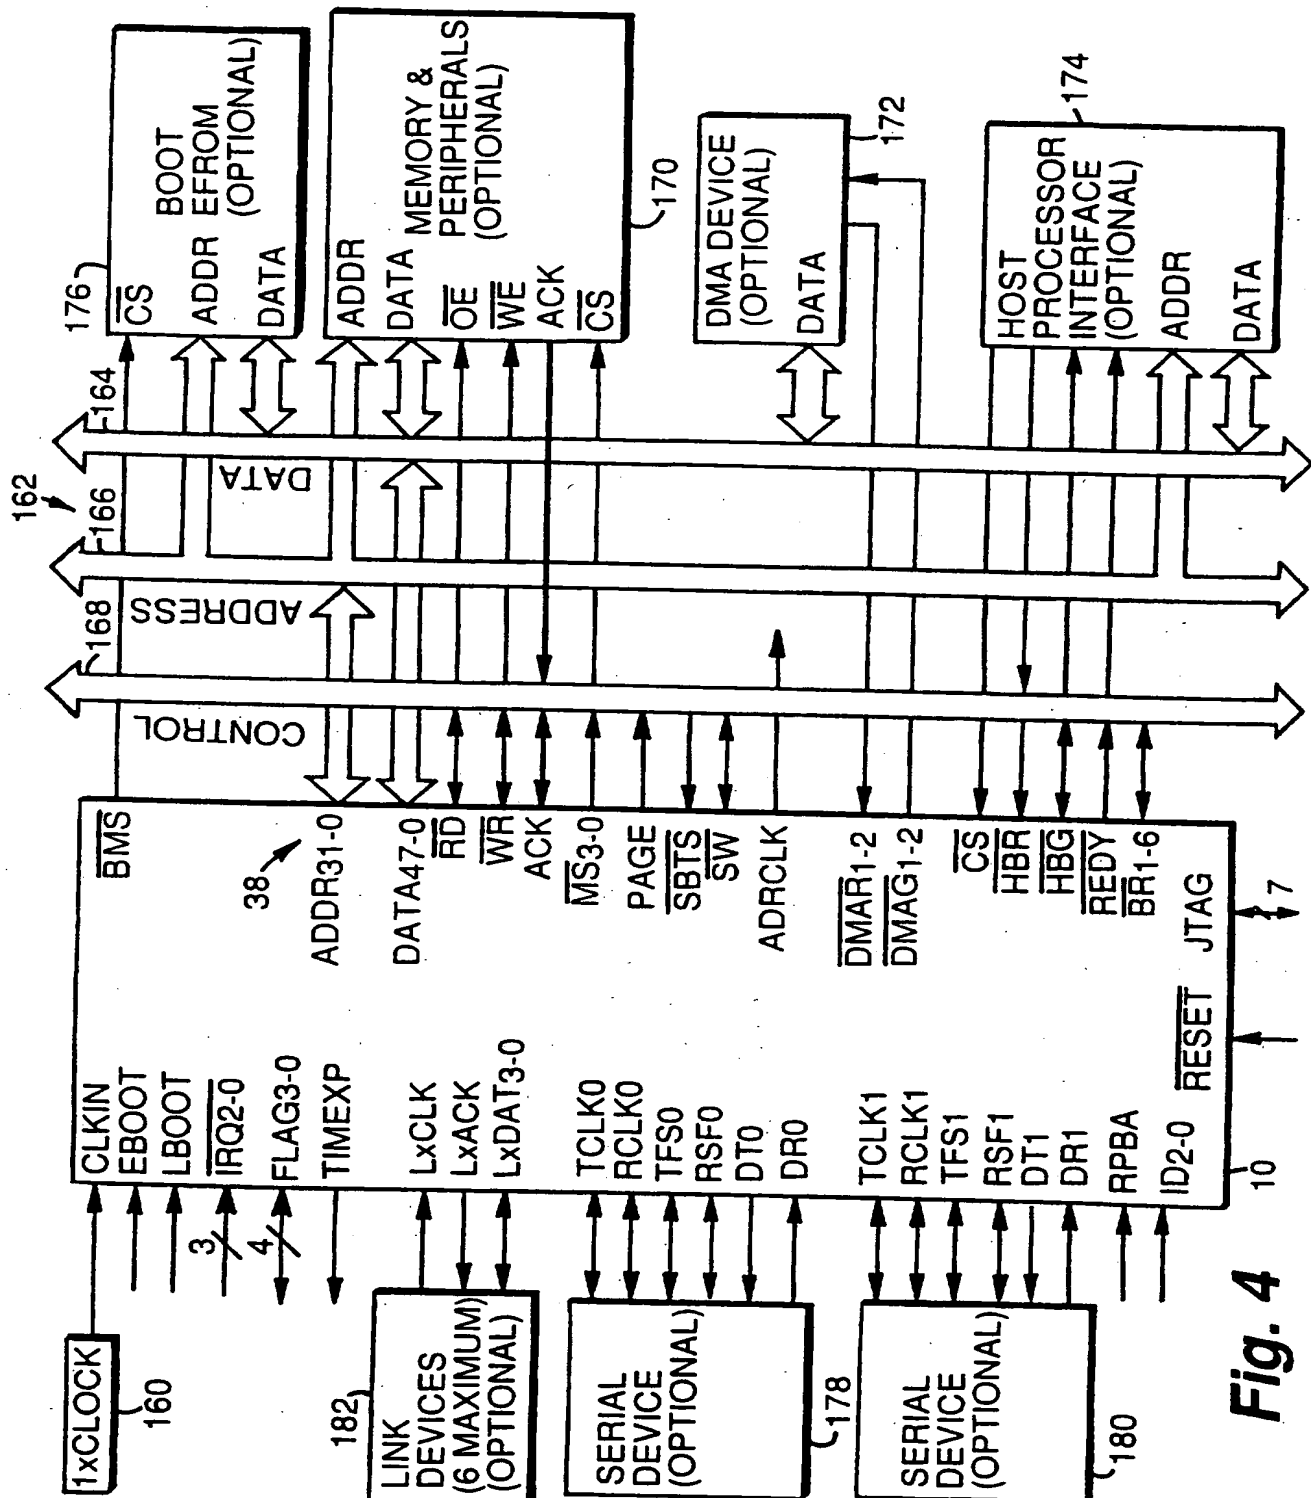 1xCLOCK
160
CLKIN
EBOOT
LBOOT
IRQ2-0
3
FLAG3-0
4
TIMEXP
182
LINK
DEVICES
(6 MAXIMUM)
(OPTIONAL)
LxCLK
LxACK
LxDAT3-0
SERIAL
DEVICE
(OPTIONAL)
178
TCLK0
RCLK0
TFS0
RSF0
DT0
DR0
SERIAL
DEVICE
(OPTIONAL)
180
TCLK1
RCLK1
TFS1
RSF1
DT1
DR1
RPBA
ID2-0
10
RESET
JTAG
7
BMS
38
ADDR31-0
DATA47-0
RD
WR
ACK
MS3-0
PAGE
SBTS
SW
ADRCLK
DMAR1-2
DMAG1-2
CS
HBR
HBG
REDY
BR1-6
CONTROL
168
ADDRESS
166
DATA
164
162
176
BOOT
EFROM
(OPTIONAL)
CS
ADDR
DATA
MEMORY &
PERIPHERALS
(OPTIONAL)
ADDR
DATA
OE
WE
ACK
CS
170
DMA DEVICE
(OPTIONAL)
DATA
172
HOST
PROCESSOR
INTERFACE
(OPTIONAL)
ADDR
DATA
174
Fig. 4